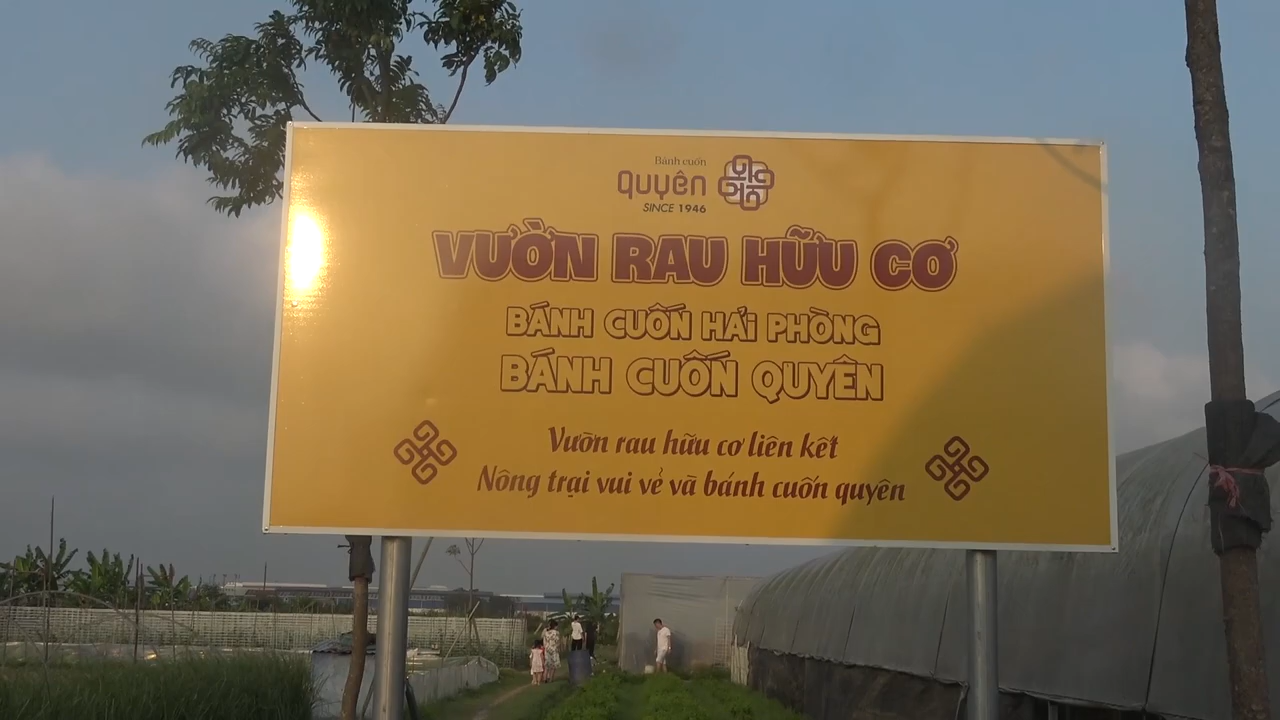 Bánh cuốn
quyên
SINCE 1946
VƯỜN RAU HỮU CƠ
BÁNH CUỐN HẢI PHÒNG
BÁNH CUỐN QUYÊN
Vườn rau hữu cơ liên kết
Nông trại vui vẻ vã bánh cuốn quyên